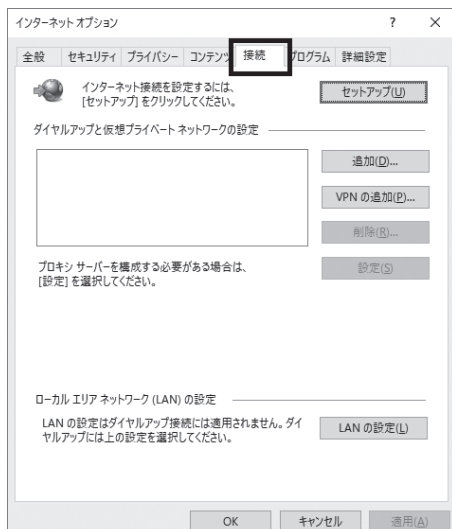 インターネット オプション
? ×
全般 セキュリティ プライバシー コンテンツ 接続 プログラム 詳細設定
インターネット接続を設定するには、
[セットアップ] をクリックしてください。
セットアップ(U)
ダイヤルアップと仮想プライベート ネットワークの設定
追加(D)...
VPN の追加(P)...
削除(R)...
プロキシ サーバーを構成する必要がある場合は、
[設定] を選択してください。
設定(S)
ローカル エリア ネットワーク (LAN) の設定
LAN の設定はダイヤルアップ接続には適用されません。ダイ
ヤルアップには上の設定を選択してください。
LAN の設定(L)
OK キャンセル 適用(A)